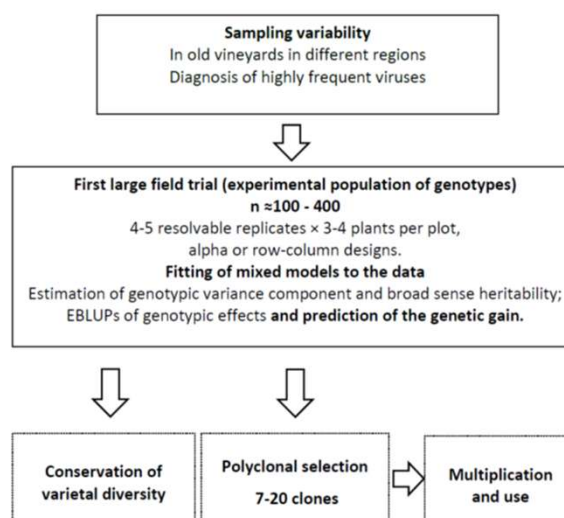 Sampling variability
In old vineyards in different regions
Diagnosis of highly frequent viruses
First large field trial (experimental population of genotypes)
n ≈100 - 400
4-5 resolvable replicates × 3-4 plants per plot,
alpha or row-column designs.
Fitting of mixed models to the data
Estimation of genotypic variance component and broad sense heritability;
EBLUPs of genotypic effects and prediction of the genetic gain.
Conservation of
varietal diversity
Polyclonal selection
7-20 clones
Multiplication
and use